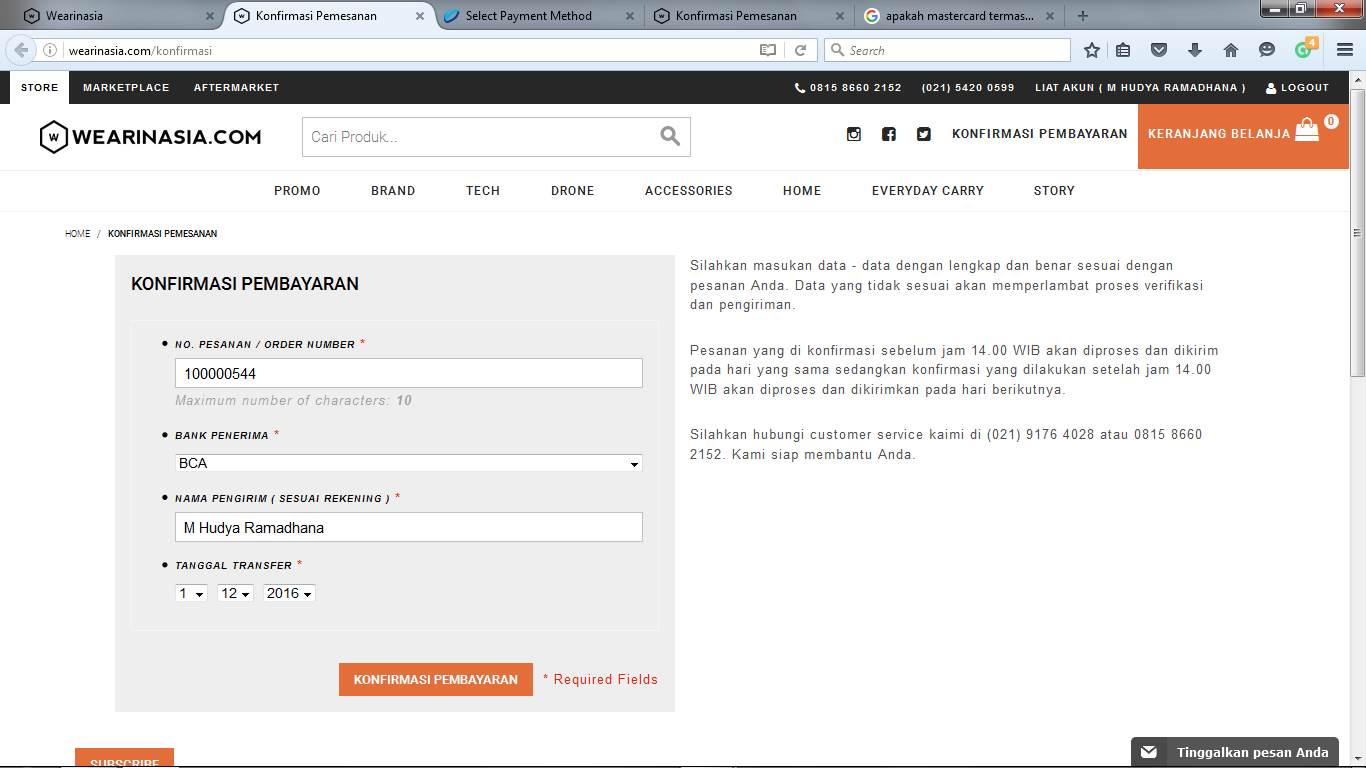 Wearinasia
Konfirmasi Pemesanan
Select Payment Method
Konfirmasi Pemesanan
apakah mastercard termas...
wearinasia.com/konfirmasi
Search
4
STORE MARKETPLACE AFTERMARKET
0815 8660 2152 (021) 5420 0599 LIAT AKUN ( M HUDYA RAMADHANA ) LOGOUT
W WEARINASIA.COM
Cari Produk...
KONFIRMASI PEMBAYARAN
KERANJANG BELANJA 0
PROMO BRAND TECH DRONE ACCESSORIES HOME EVERYDAY CARRY STORY
HOME / KONFIRMASI PEMESANAN
KONFIRMASI PEMBAYARAN
NO. PESANAN / ORDER NUMBER *
100000544
Maximum number of characters: 10
BANK PENERIMA *
BCA
NAMA PENGIRIM ( SESUAI REKENING ) *
M Hudya Ramadhana
TANGGAL TRANSFER *
1 12 2016
KONFIRMASI PEMBAYARAN * Required Fields
Silahkan masukan data - data dengan lengkap dan benar sesuai dengan
pesanan Anda. Data yang tidak sesuai akan memperlambat proses verifikasi
dan pengiriman.
Pesanan yang di konfirmasi sebelum jam 14.00 WIB akan diproses dan dikirim
pada hari yang sama sedangkan konfirmasi yang dilakukan setelah jam 14.00
WIB akan diproses dan dikirimkan pada hari berikutnya.
Silahkan hubungi customer service kaimi di (021) 9176 4028 atau 0815 8660
2152. Kami siap membantu Anda.
SUBSCRIBE
Tinggalkan pesan Anda